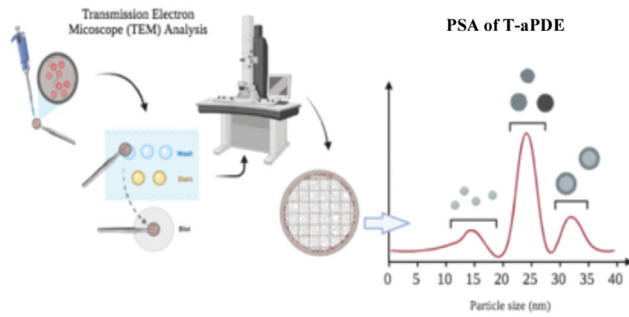 Transmission Electron
Micoscope (TEM) Analysis
PSA of T-aPDE
Wash
Stain
Blot
0 5 10 15 20 25 30 35 40
Particle size (nm)